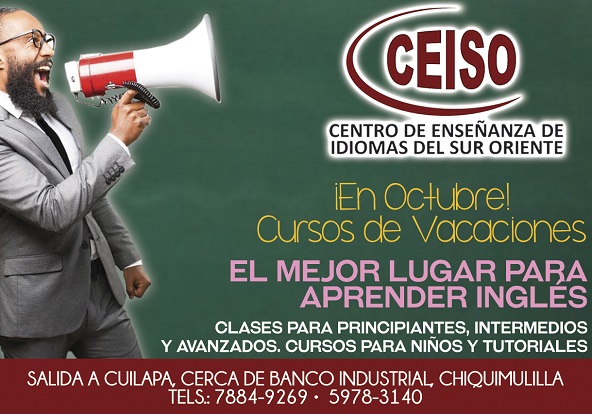 CEISO
CENTRO DE ENSEÑANZA DE
IDIOMAS DEL SUR ORIENTE
¡En Octubre!
Cursos de Vacaciones
EL MEJOR LUGAR PARA
APRENDER INGLÉS
CLASES PARA PRINCIPIANTES, INTERMEDIOS
Y AVANZADOS. CURSOS PARA NIÑOS Y TUTORIALES
SALIDA A CUILAPA, CERCA DE BANCO INDUSTRIAL, CHIQUIMULILLA
TELS.: 7884-9269 • 5978-3140